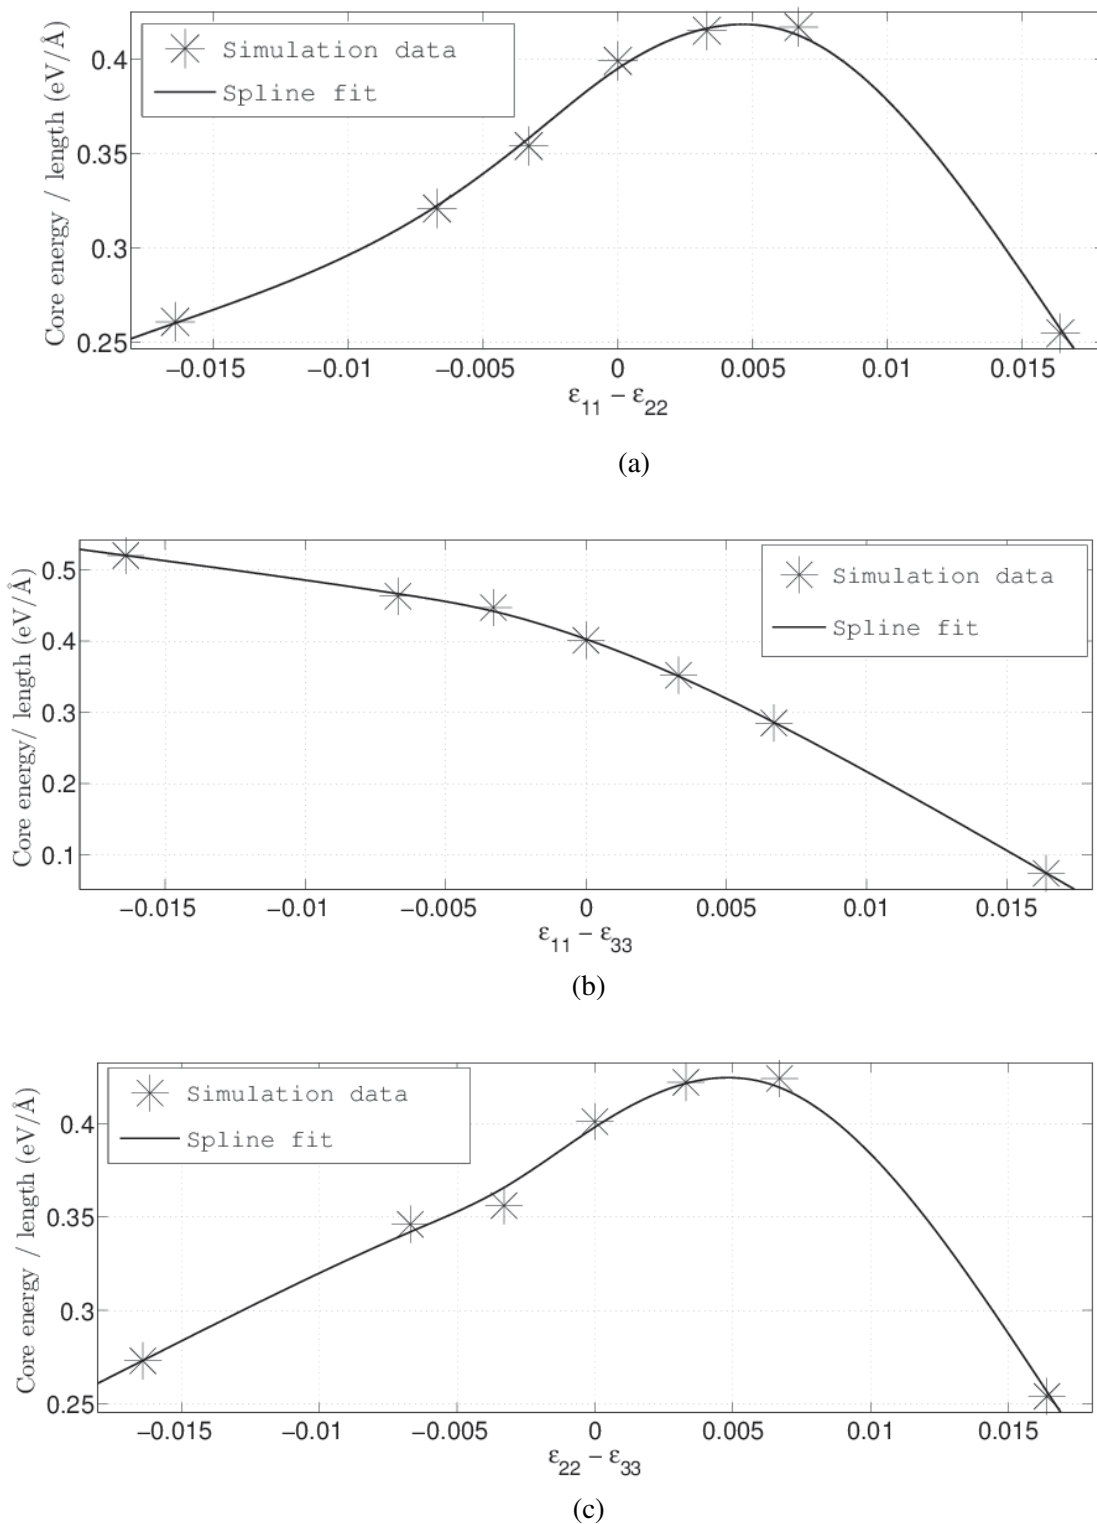 Simulation data
Spline fit
Core energy / length (eV/Å)
0.4
0.35
0.3
0.25
−0.015 −0.01 −0.005 0 0.005 0.01 0.015
ε11 − ε22
(a)
Simulation data
Spline fit
Core energy/ length (eV/Å)
0.5
0.4
0.3
0.2
0.1
−0.015 −0.01 −0.005 0 0.005 0.01 0.015
ε11 − ε33
(b)
Simulation data
Spline fit
Core energy / length (eV/Å)
0.4
0.35
0.3
0.25
−0.015 −0.01 −0.005 0 0.005 0.01 0.015
ε22 − ε33
(c)